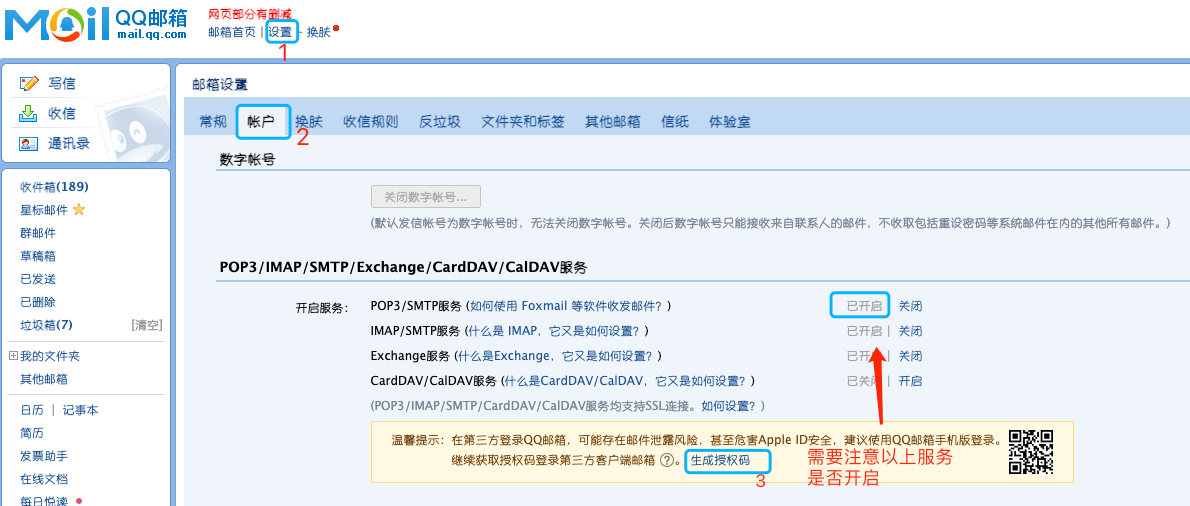 Mail QQ邮箱
mail.qq.com
网页部分有删减
邮箱首页 | 设置 - 换肤
1
写信
收信
通讯录
收件箱(189)
星标邮件
群邮件
草稿箱
已发送
已删除
垃圾箱(7) [清空]
我的文件夹
其他邮箱
日历 | 记事本
简历
发票助手
在线文档
每日悦读
邮箱设置
常规 帐户 换肤 收信规则 反垃圾 文件夹和标签 其他邮箱 信纸 体验室
2
数字帐号
关闭数字帐号...
(默认发信帐号为数字帐号时，无法关闭数字帐号。关闭后数字帐号只能接收来自联系人的邮件，不收取包括重设密码等系统邮件在内的其他所有邮件。)
POP3/IMAP/SMTP/Exchange/CardDAV/CalDAV服务
开启服务： POP3/SMTP服务 (如何使用 Foxmail 等软件收发邮件？) 已开启 关闭
IMAP/SMTP服务 (什么是 IMAP，它又是如何设置？) 已开启 | 关闭
Exchange服务 (什么是Exchange，它又是如何设置？) 已开 | 关闭
CardDAV/CalDAV服务 (什么是CardDAV/CalDAV，它又是如何设置？) 已关 | 开启
(POP3/IMAP/SMTP/CardDAV/CalDAV服务均支持SSL连接。如何设置？)
温馨提示：在第三方登录QQ邮箱，可能存在邮件泄露风险，甚至危害Apple ID安全，建议使用QQ邮箱手机版登录。
继续获取授权码登录第三方客户端邮箱 ?。生成授权码
3
需要注意以上服务
是否开启